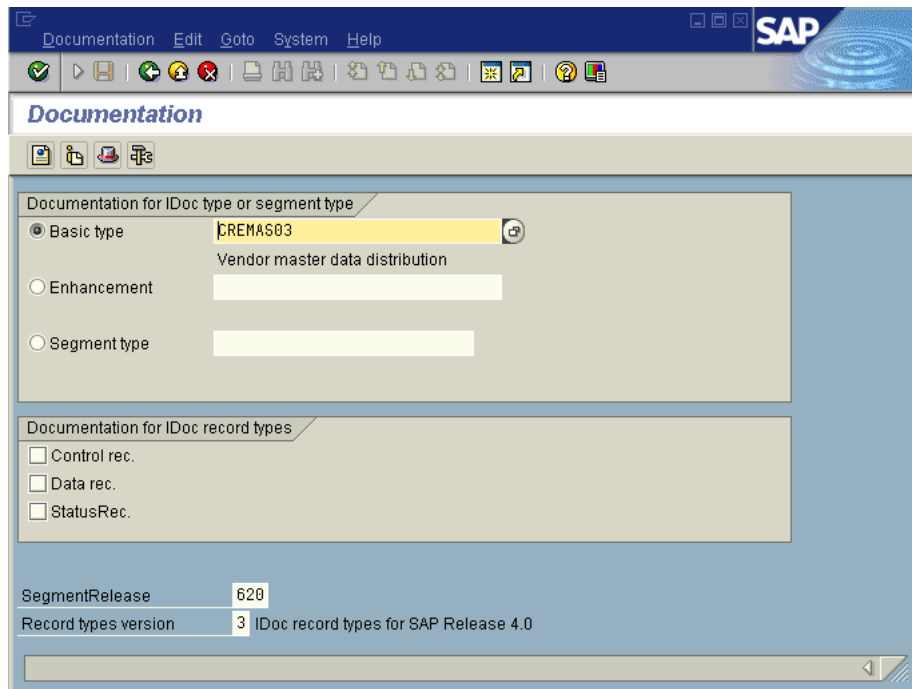 Documentation Edit Goto System Help
SAP
Documentation
Documentation for IDoc type or segment type
Basic type CREMAS03
Vendor master data distribution
Enhancement
Segment type
Documentation for IDoc record types
Control rec.
Data rec.
StatusRec.
SegmentRelease 620
Record types version 3 IDoc record types for SAP Release 4.0